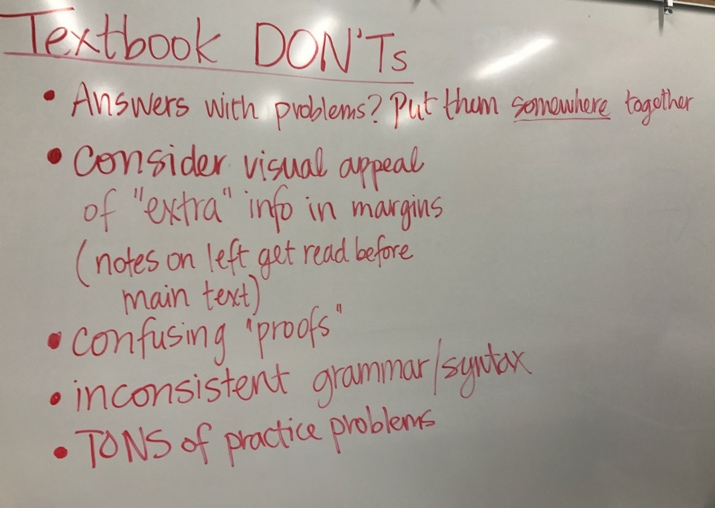 Textbook DON'Ts
• Answers with problems? Put them somewhere together
• Consider visual appeal
of "extra" info in margins
(notes on left get read before
main text)
• confusing "proofs"
• inconsistent grammar/syntax
• TONS of practice problems